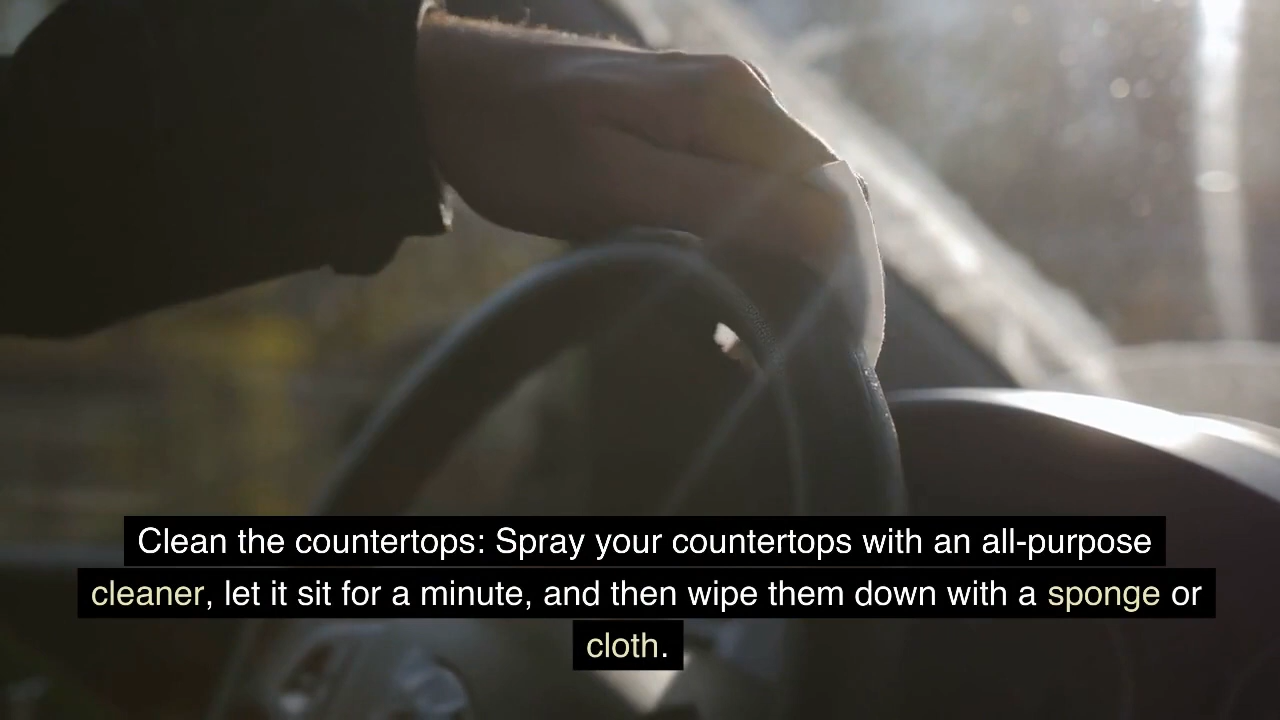 Clean the countertops: Spray your countertops with an all-purpose
cleaner, let it sit for a minute, and then wipe them down with a sponge or
cloth.